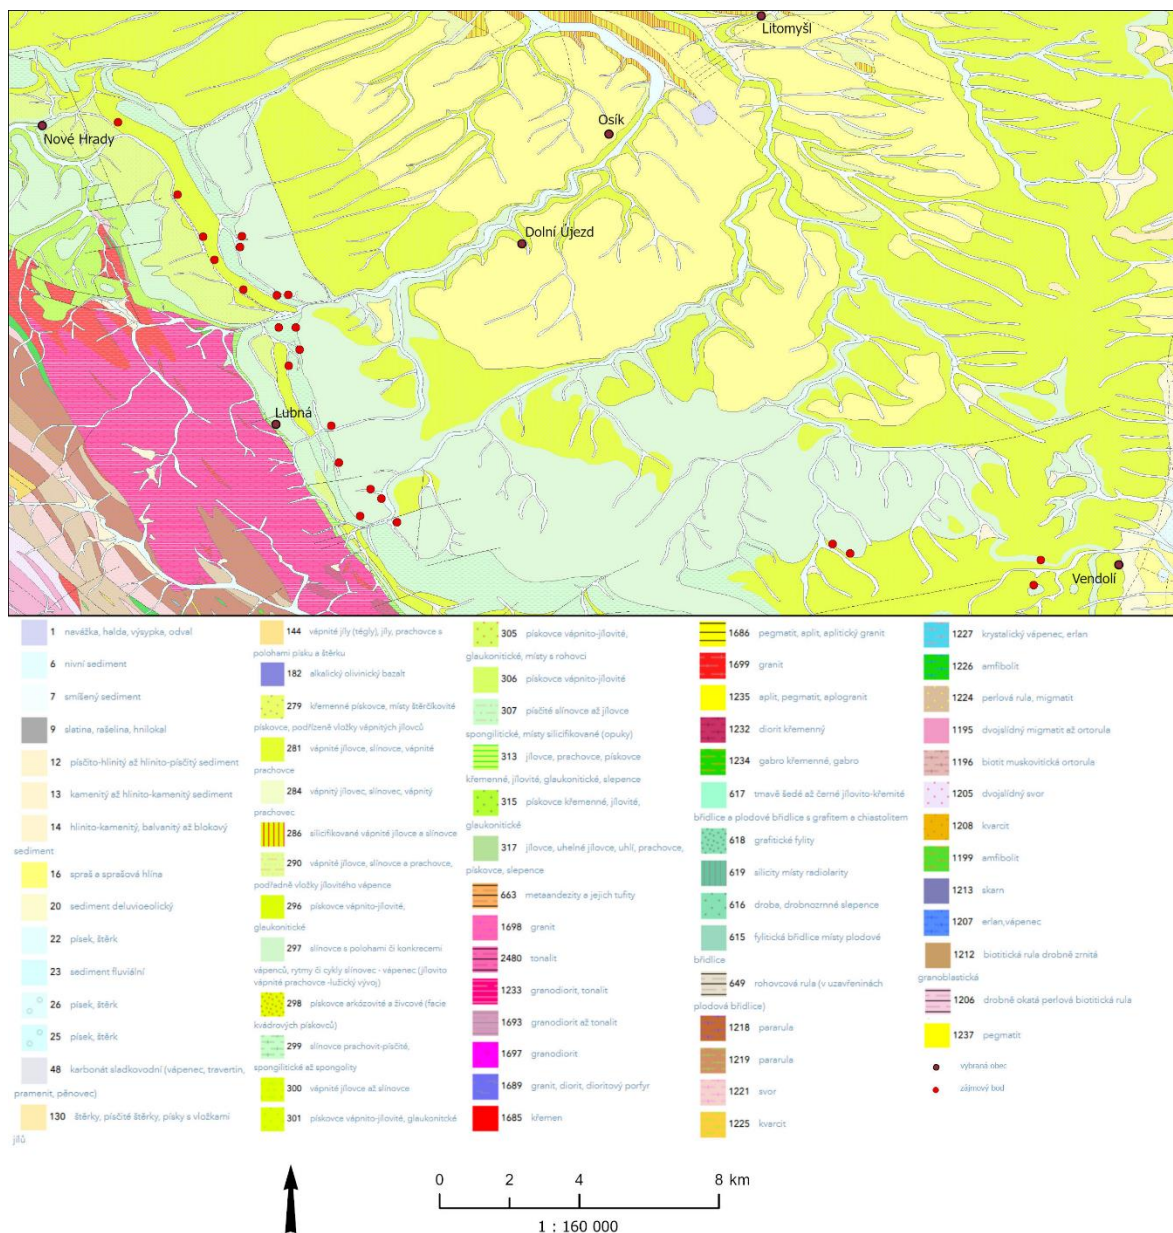 Litomyšl
Osík
Nové Hrady
Dolní Újezd
Lubná
Vendolí
1 navážka, halda, výsypka, odval
6 nivní sediment
7 smíšený sediment
9 slatina, rašelina, hnilokal
12 písčito-hlinitý až hlinito-písčitý sediment
13 kamenitý až hlinito-kamenitý sediment
14 hlinito-kamenitý, balvanitý až blokový
sediment
16 spraš a sprašová hlína
20 sediment deluvioeolický
22 písek, štěrk
23 sediment fluviální
26 písek, štěrk
25 písek, štěrk
48 karbonát sladkovodní (vápenec, travertin,
pramenit, pěnovec)
130 štěrky, písčité štěrky, písky s vložkami
jílů
144 vápnité jíly (tégly), jíly, prachovce s
polohami písku a štěrku
182 alkalický olivinický bazalt
279 křemenné pískovce, místy štěrčíkovité
pískovce, podřízeně vložky vápnitých jílovců
281 vápnité jílovce, slínovce, vápnité
prachovce
284 vápnitý jílovec, slínovec, vápnitý
prachovec
286 silicifikované vápnité jílovce a slínovce
290 vápnité jílovce, slínovce a prachovce,
podřadně vložky jílovitého vápence
296 pískovce vápnito-jílovité,
glaukonitické
297 slínovce s polohami či konkrecemi
vápenců, rytmy či cykly slínovec - vápenec (jílovito
vápnité prachovce -lužický vývoj)
298 pískovce arkózovité a živcové (facie
kvádrových pískovců)
299 slínovce prachovit-písčité,
spongilitické až spongolity
300 vápnité jílovce až slínovce
301 pískovce vápnito-jílovité, glaukonitcké
305 pískovce vápnito-jílovité,
glaukonitické, místy s rohovci
306 pískovce vápnito-jílovité
307 písčité slínovce až jílovce
spongilitické, místy silicifikované (opuky)
313 jílovce, prachovce, pískovce
křemenné, jílovité, glaukonitické, slepence
315 pískovce křemenné, jílovité,
glaukonitické
317 jílovce, uhelné jílovce, uhlí, prachovce,
pískovce, slepence
663 metaandezity a jejich tufity
1698 granit
2480 tonalit
1233 granodiorit, tonalit
1693 granodiorit až tonalit
1697 granodiorit
1689 granit, diorit, dioritový porfyr
1685 křemen
1686 pegmatit, aplit, aplitický granit
1699 granit
1235 aplit, pegmatit, aplogranit
1232 diorit křemenný
1234 gabro křemenné, gabro
617 tmavě šedé až černé jílovito-křemité
břidlice a plodové břidlice s grafitem a chiastolitem
618 grafitické fylity
619 silicity místy radiolarity
616 droba, drobnozrnné slepence
615 fylitická břidlice místy plodové
břidlice
649 rohovcová rula (v uzavřeninách
plodová břidlice)
1218 pararula
1219 pararula
1221 svor
1225 kvarcit
1227 krystalický vápenec, erlan
1226 amfibolit
1224 perlová rula, migmatit
1195 dvojslídný migmatit až ortorula
1196 biotit muskovitická ortorula
1205 dvojslídný svor
1208 kvarcit
1199 amfibolit
1213 skarn
1207 erlan,vápenec
1212 biotitická rula drobně zrnitá
granoblastická
1206 drobně okatá perlová biotitická rula
1237 pegmatit
vybraná obec
zájmový bod
0 2 4 8 km
1 : 160 000